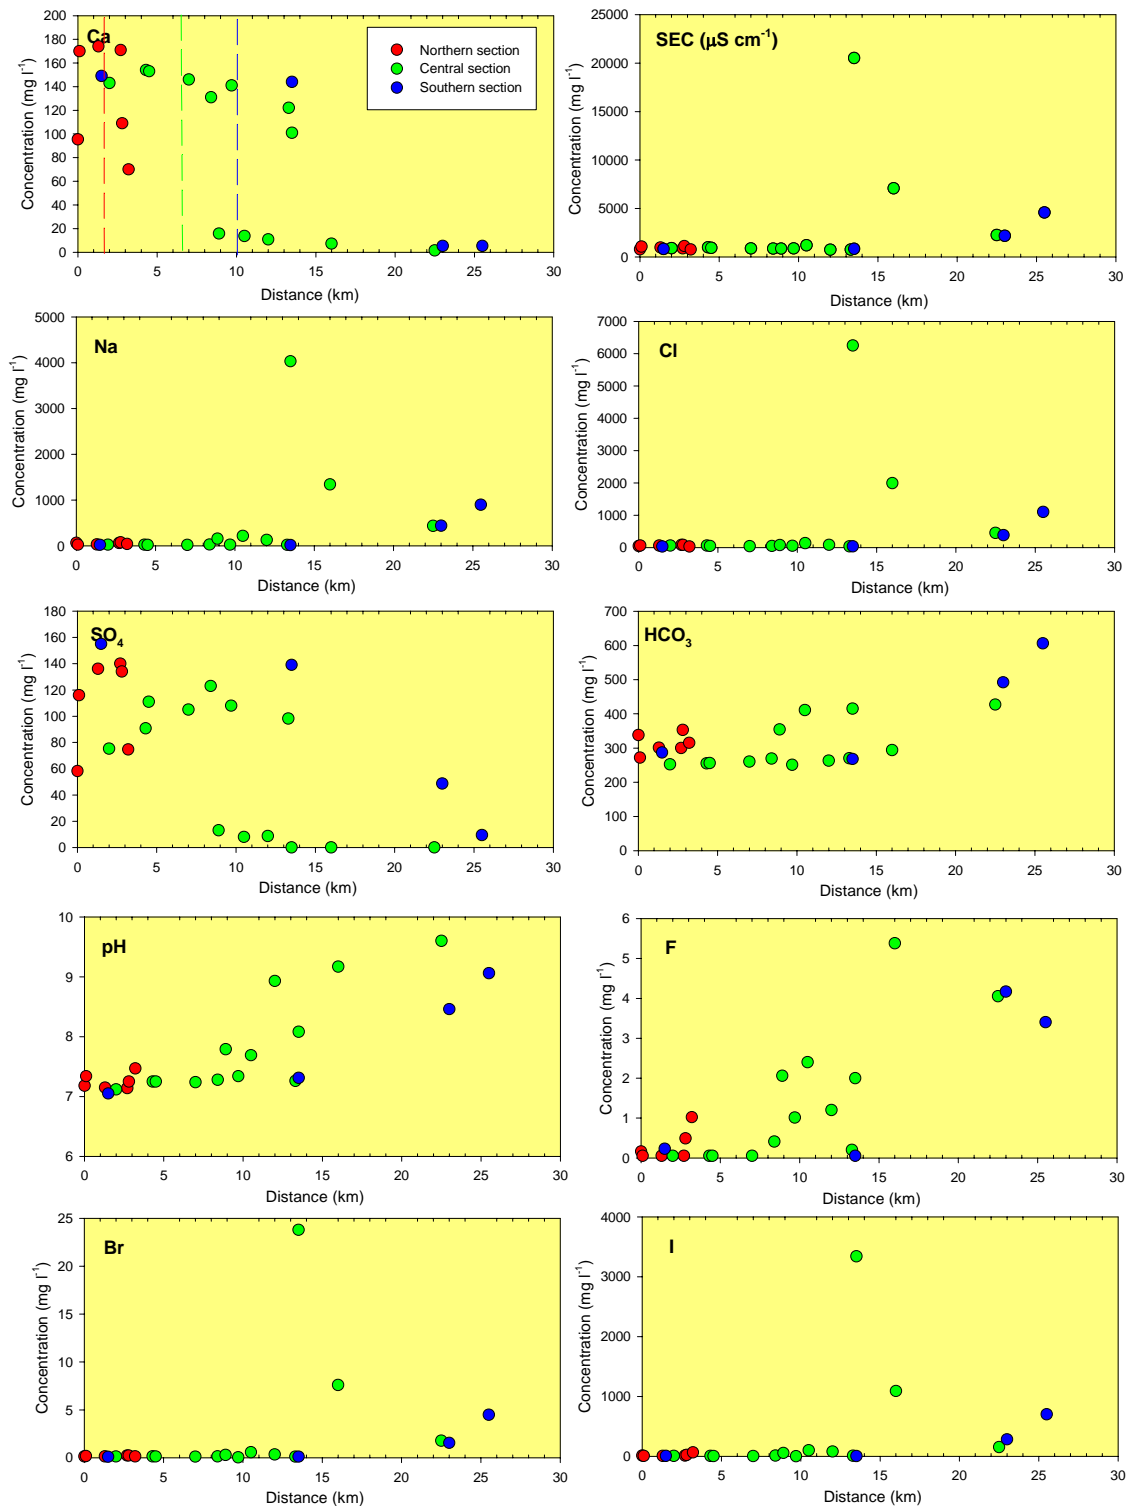 Ca
Concentration (mg l-1)
200
180
160
140
120
100
80
60
40
20
0
Northern section
Central section
Southern section
0 5 10 15 20 25 30
Distance (km)
SEC (µS cm-1)
Concentration (mg l-1)
25000
20000
15000
10000
5000
0
0 5 10 15 20 25 30
Distance (km)
Na
Concentration (mg l-1)
5000
4000
3000
2000
1000
0
0 5 10 15 20 25 30
Distance (km)
Cl
Concentration (mg l-1)
7000
6000
5000
4000
3000
2000
1000
0
0 5 10 15 20 25 30
Distance (km)
SO4
Concentration (mg l-1)
180
160
140
120
100
80
60
40
20
0
0 5 10 15 20 25 30
Distance (km)
HCO3
Concentration (mg l-1)
700
600
500
400
300
200
100
0
0 5 10 15 20 25 30
Distance (km)
pH
10
9
8
7
6
0 5 10 15 20 25 30
Distance (km)
F
Concentration (mg l-1)
6
5
4
3
2
1
0
0 5 10 15 20 25 30
Distance (km)
Br
Concentration (mg l-1)
25
20
15
10
5
0
0 5 10 15 20 25 30
Distance (km)
I
Concentration (mg l-1)
4000
3000
2000
1000
0
0 5 10 15 20 25 30
Distance (km)